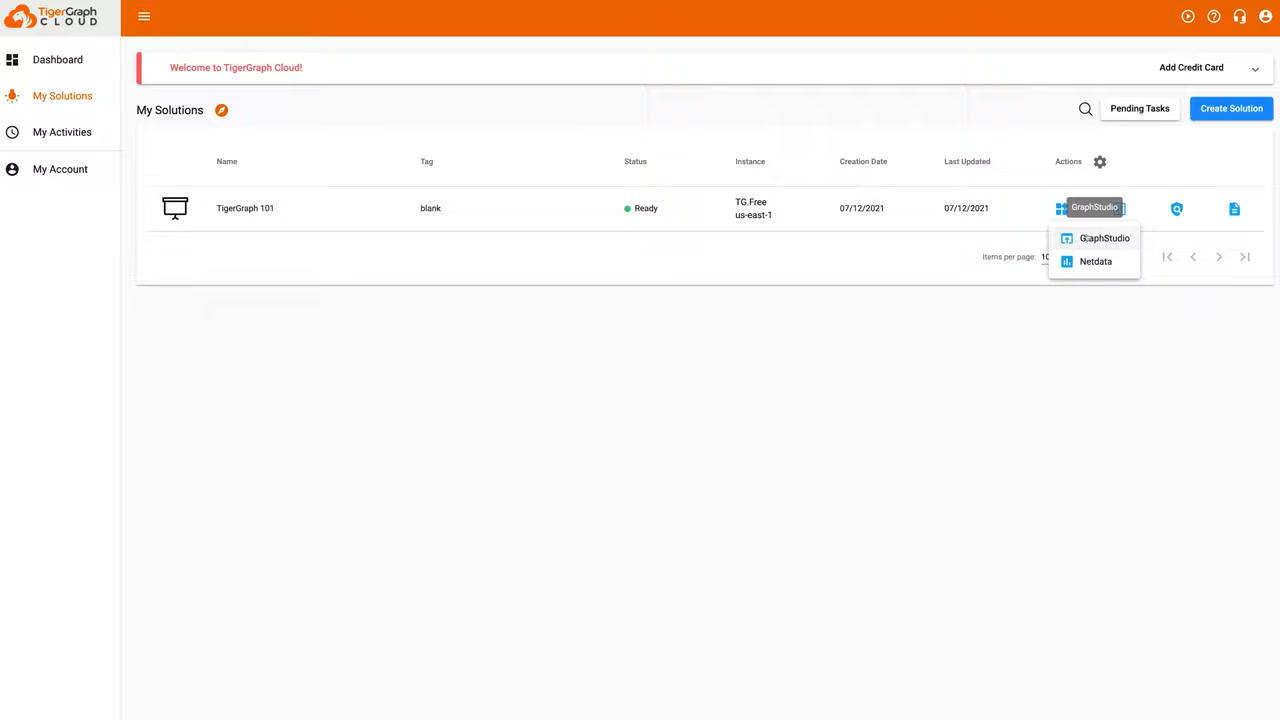 TigerGraph
CLOUD
Dashboard
My Solutions
My Activities
My Account
Welcome to TigerGraph Cloud!
Add Credit Card
My Solutions
Pending Tasks
Create Solution
Name
Tag
Status
Instance
Creation Date
Last Updated
Actions
TigerGraph 101
blank
Ready
TG.Free
us-east-1
07/12/2021
07/12/2021
GraphStudio
GraphStudio
Netdata
Items per page:
10